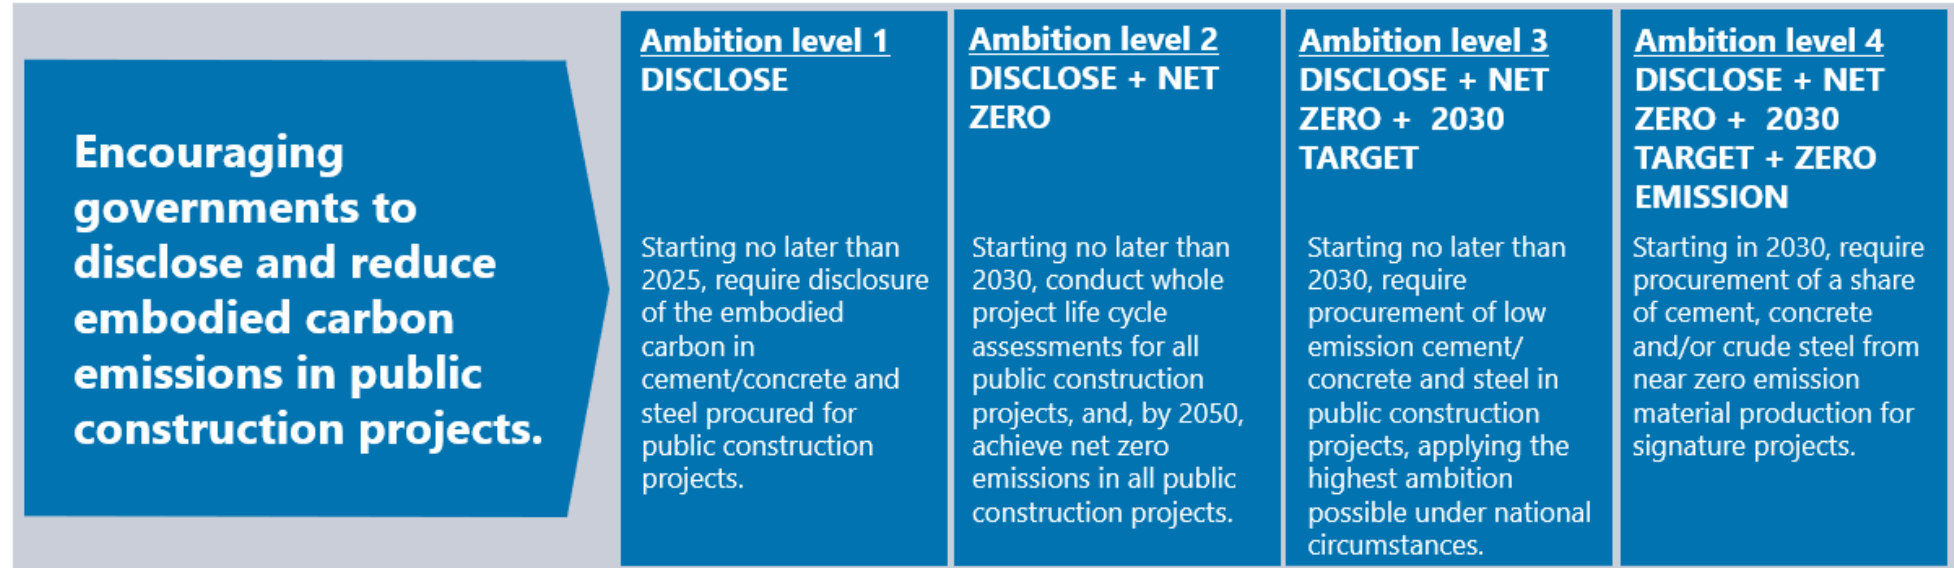 Encouraging
governments to
disclose and reduce
embodied carbon
emissions in public
construction projects.
Ambition level 1
DISCLOSE
Starting no later than
2025, require disclosure
of the embodied
carbon in
cement/concrete and
steel procured for
public construction
projects.
Ambition level 2
DISCLOSE + NET
ZERO
Starting no later than
2030, conduct whole
project life cycle
assessments for all
public construction
projects, and, by 2050,
achieve net zero
emissions in all public
construction projects.
Ambition level 3
DISCLOSE + NET
ZERO + 2030
TARGET
Starting no later than
2030, require
procurement of low
emission cement/
concrete and steel in
public construction
projects, applying the
highest ambition
possible under national
circumstances.
Ambition level 4
DISCLOSE + NET
ZERO + 2030
TARGET + ZERO
EMISSION
Starting in 2030, require
procurement of a share
of cement, concrete
and/or crude steel from
near zero emission
material production for
signature projects.